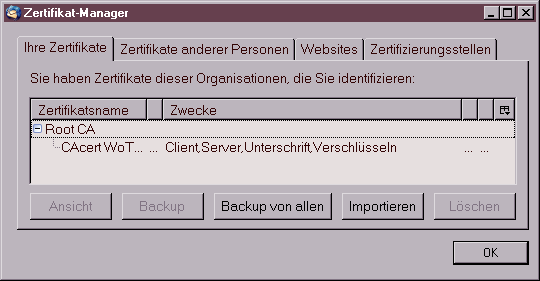 Zertifikat-Manager
Ihre Zertifikate Zertifikate anderer Personen Websites Zertifizierungsstellen
Sie haben Zertifikate dieser Organisationen, die Sie identifizieren:
Zertifikatsname Zwecke
Root CA
CAcert WoT... ... Client,Server,Unterschrift,Verschlüsseln ... ...
Ansicht Backup Backup von allen Importieren Löschen
OK